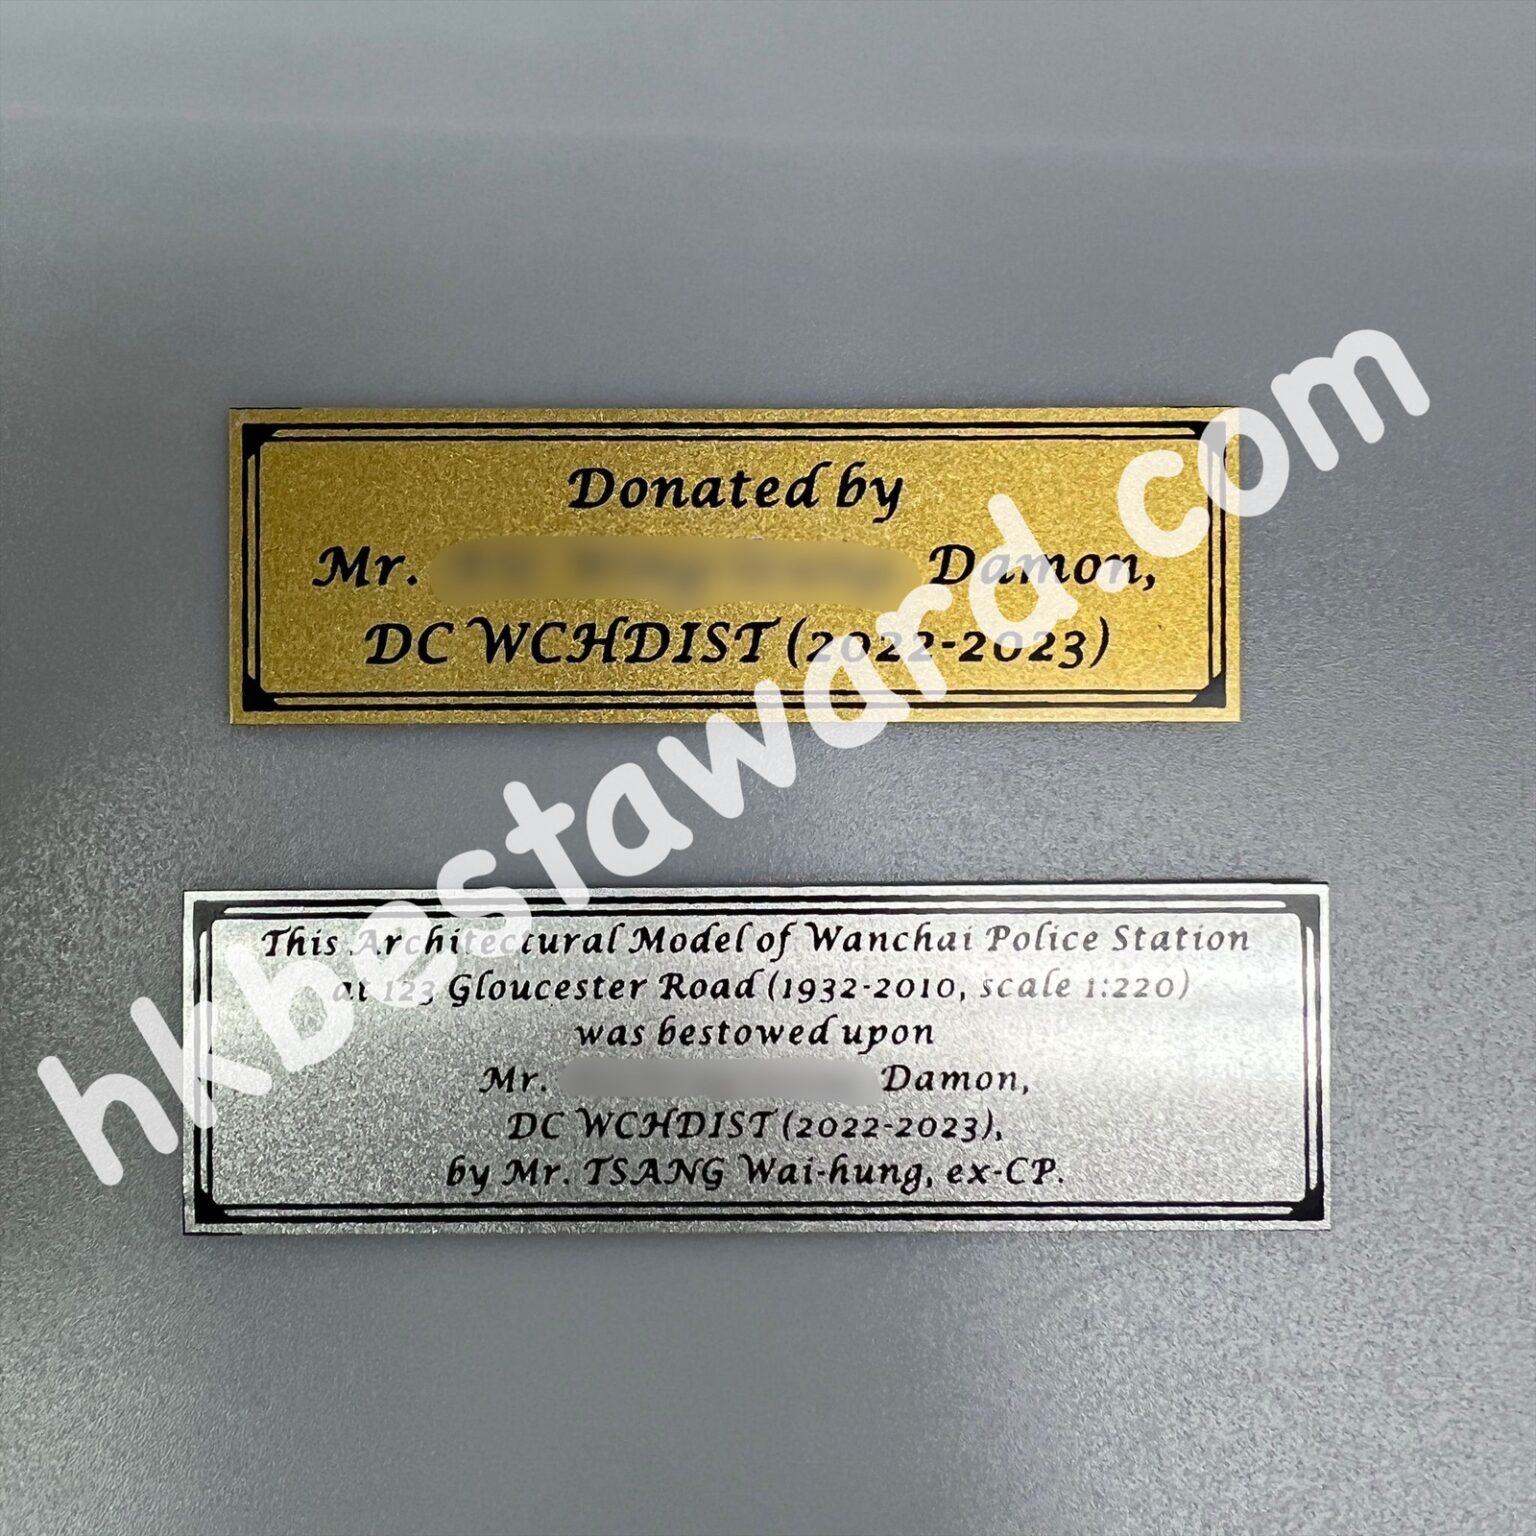 Donated by
Mr. Damon,
DC WCHDIST (2022-2023)
This Architectural Model of Wanchai Police Station
at 123 Gloucester Road (1932-2010, scale 1:220)
was bestowed upon
Mr. Damon,
DC WCHDIST (2022-2023),
by Mr. TSANG Wai-hung, ex-CP.
hkbestaward.com